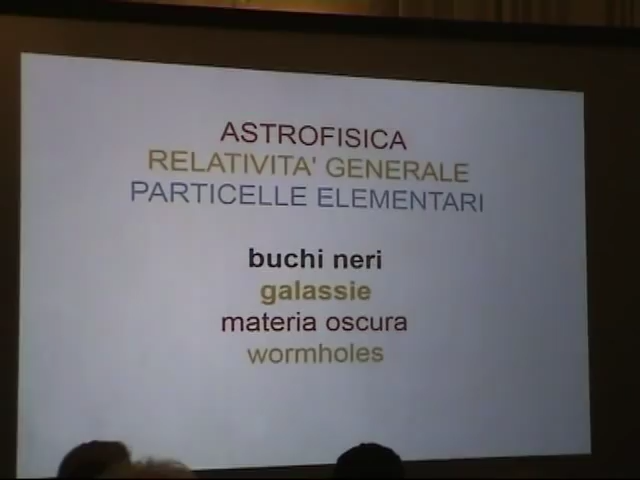 ASTROFISICA
RELATIVITA' GENERALE
PARTICELLE ELEMENTARI
buchi neri
galassie
materia oscura
wormholes